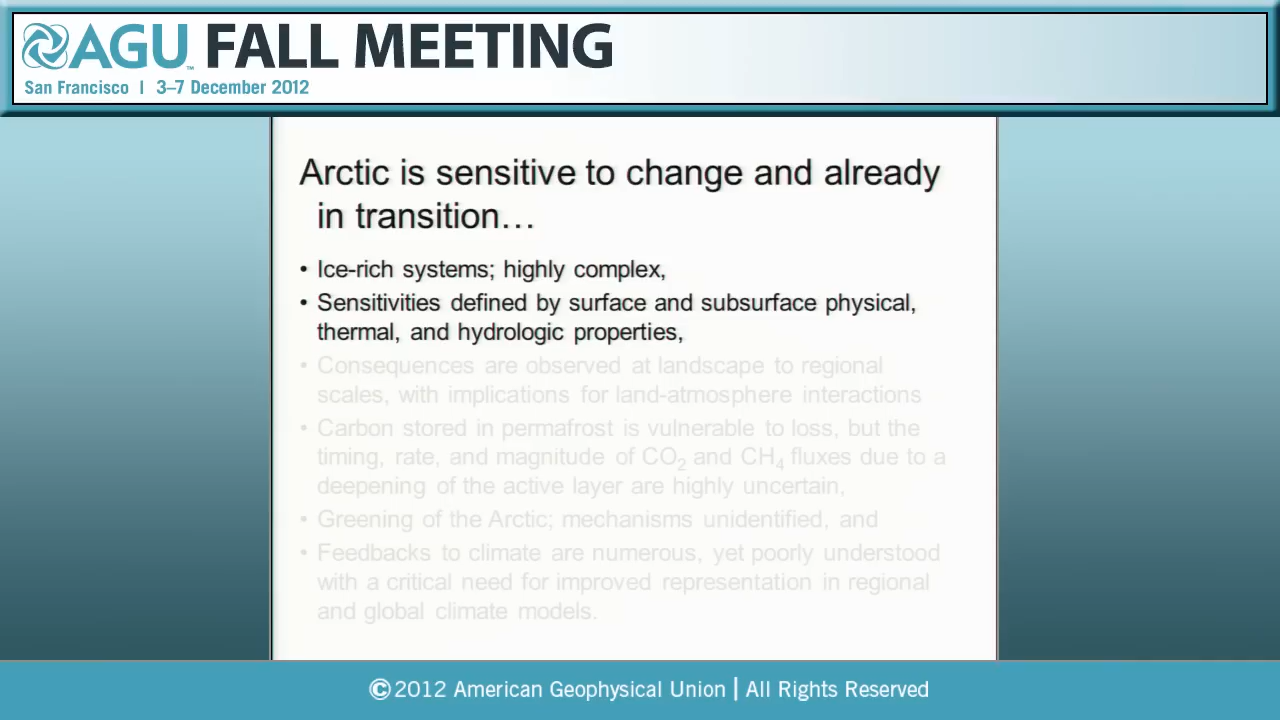 AGU™ FALL MEETING
San Francisco | 3–7 December 2012
Arctic is sensitive to change and already
in transition…
• Ice-rich systems; highly complex,
• Sensitivities defined by surface and subsurface physical,
thermal, and hydrologic properties,
• Consequences are observed at landscape to regional
scales, with implications for land-atmosphere interactions
• Carbon stored in permafrost is vulnerable to loss, but the
timing, rate, and magnitude of CO₂ and CH₄ fluxes due to a
deepening of the active layer are highly uncertain,
• Greening of the Arctic; mechanisms unidentified, and
• Feedbacks to climate are numerous, yet poorly understood
with a critical need for improved representation in regional
and global climate models.
©2012 American Geophysical Union | All Rights Reserved